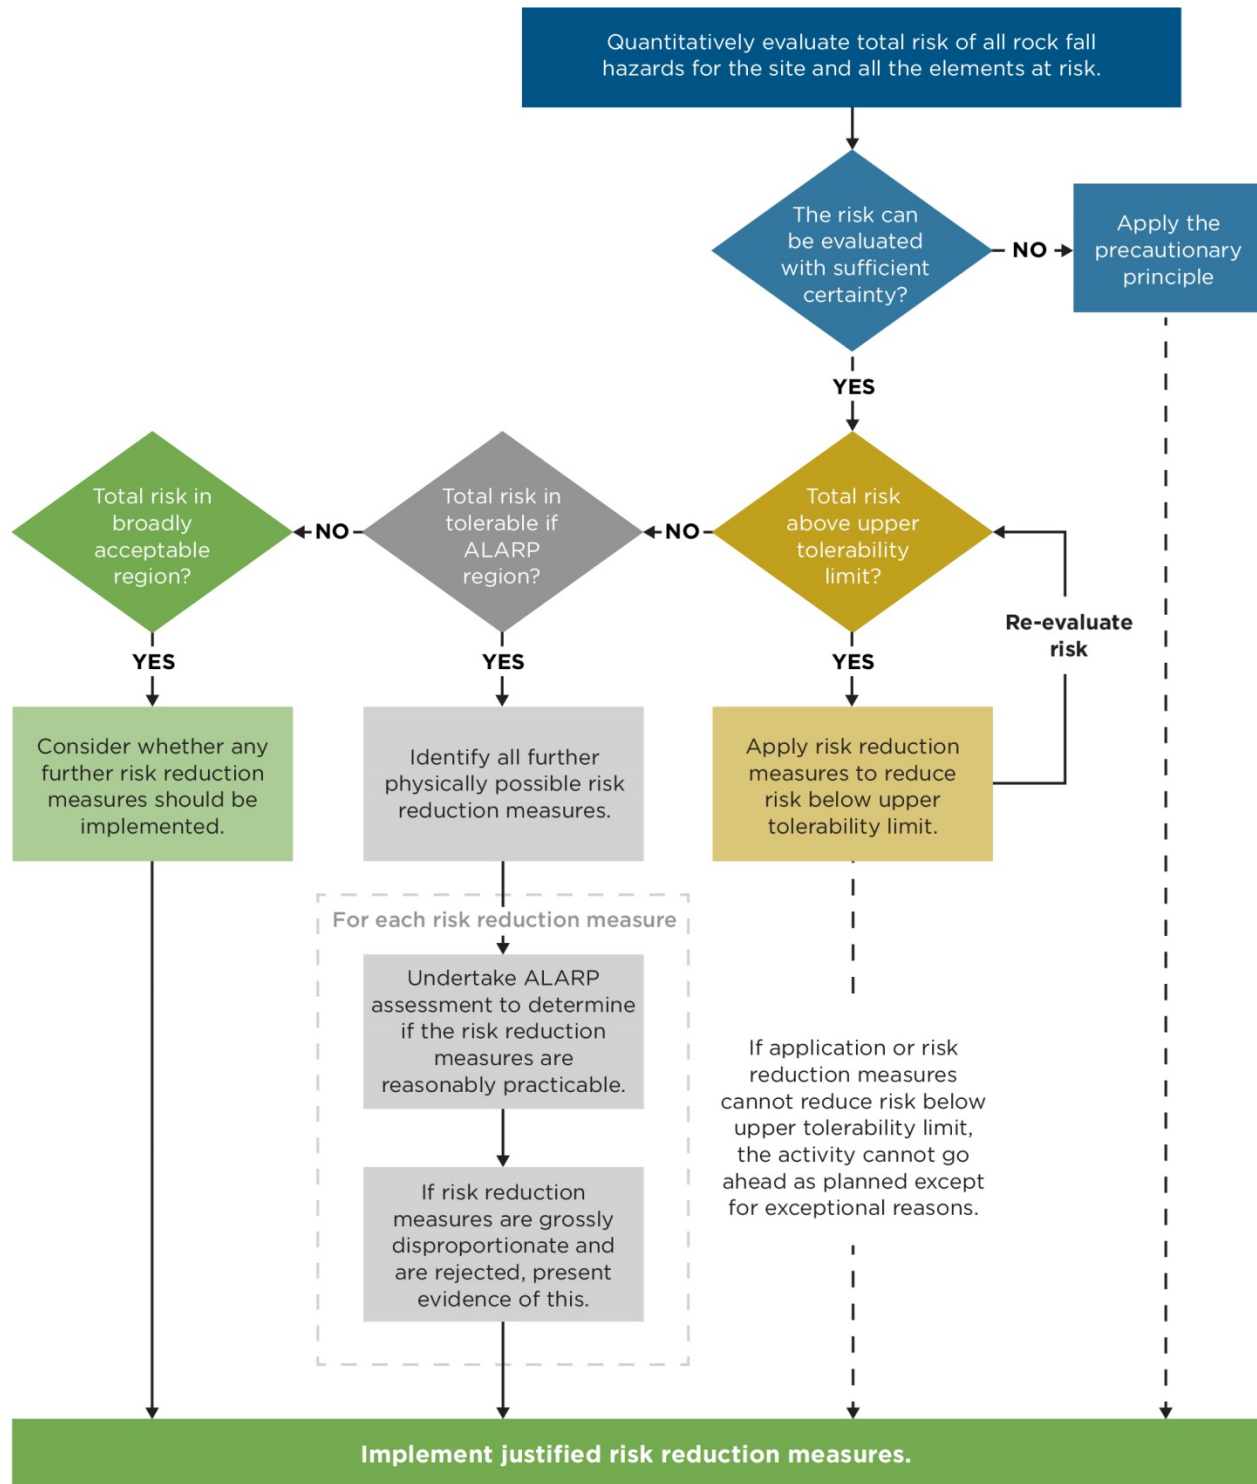 Quantitatively evaluate total risk of all rock fall
hazards for the site and all the elements at risk.
The risk can
be evaluated
with sufficient
certainty?
NO
Apply the
precautionary
principle
YES
Total risk in
broadly
acceptable
region?
NO
Total risk in
tolerable if
ALARP
region?
NO
Total risk
above upper
tolerability
limit?
Re-evaluate
risk
YES
YES
YES
Consider whether any
further risk reduction
measures should be
implemented.
Identify all further
physically possible risk
reduction measures.
Apply risk reduction
measures to reduce
risk below upper
tolerability limit.
For each risk reduction measure
Undertake ALARP
assessment to determine
if the risk reduction
measures are
reasonably practicable.
If risk reduction
measures are grossly
disproportionate and
are rejected, present
evidence of this.
If application or risk
reduction measures
cannot reduce risk below
upper tolerability limit,
the activity cannot go
ahead as planned except
for exceptional reasons.
Implement justified risk reduction measures.